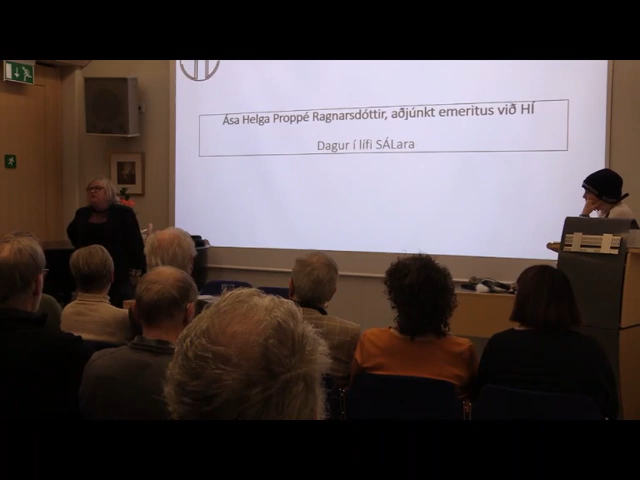 Ása Helga Proppé Ragnarsdóttir, aðjúnkt emeritus við HÍ
Dagur í lífi SÁLara